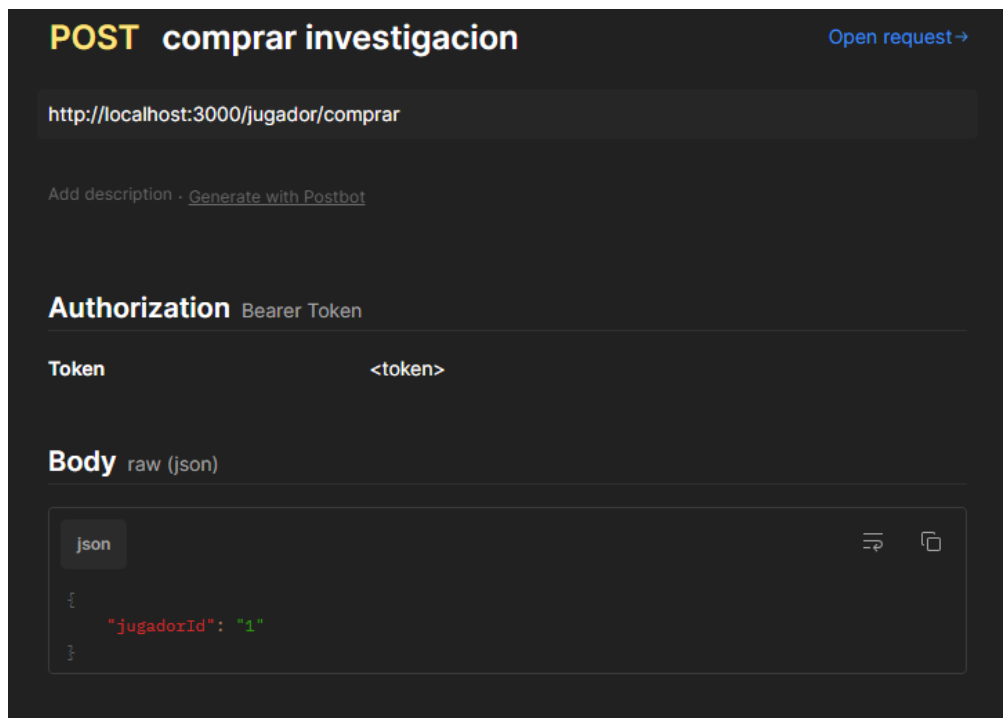 POST comprar investigacion Open request→
http://localhost:3000/jugador/comprar
Add description · Generate with Postbot
Authorization Bearer Token
Token <token>
Body raw (json)
json
{
"jugadorId": "1"
}